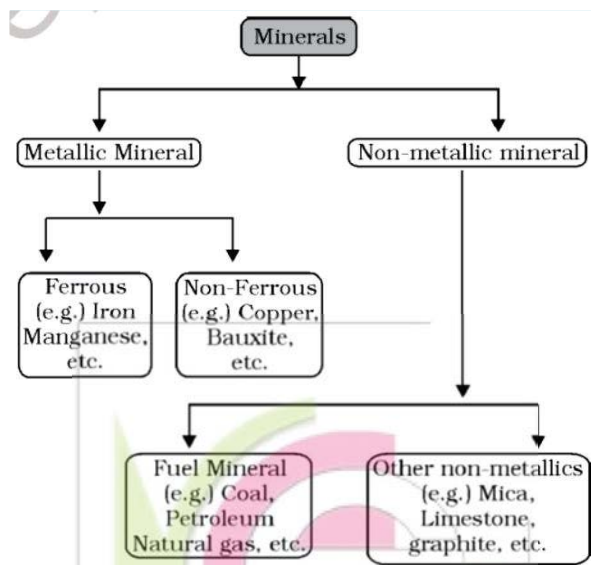 Minerals
Metallic Mineral
Non-metallic mineral
Ferrous
(e.g.) Iron
Manganese,
etc.
Non-Ferrous
(e.g.) Copper,
Bauxite,
etc.
Fuel Mineral
(e.g.) Coal,
Petroleum
Natural gas, etc.
Other non-metallics
(e.g.) Mica,
Limestone,
graphite, etc.